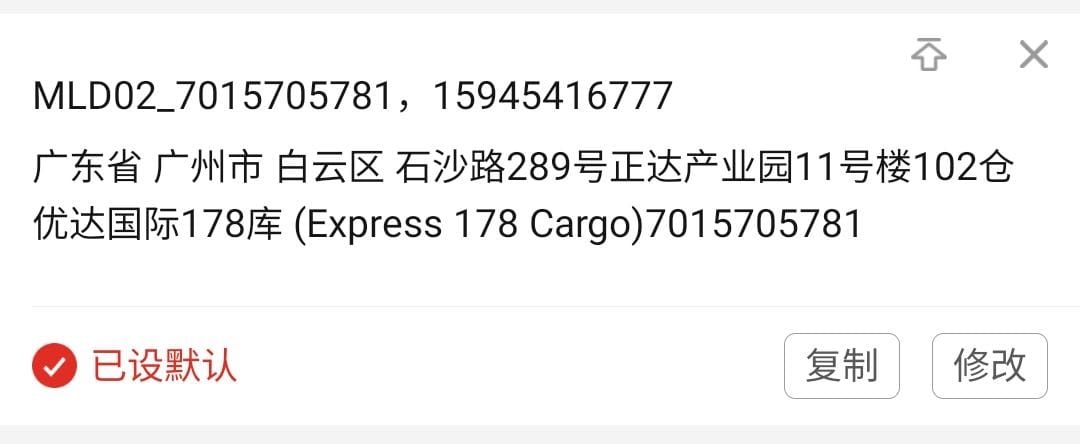 MLD02_7015705781，15945416777
广东省 广州市 白云区 石沙路289号正达产业园11号楼102仓
优达国际178库 (Express 178 Cargo)7015705781
已设默认
复制
修改